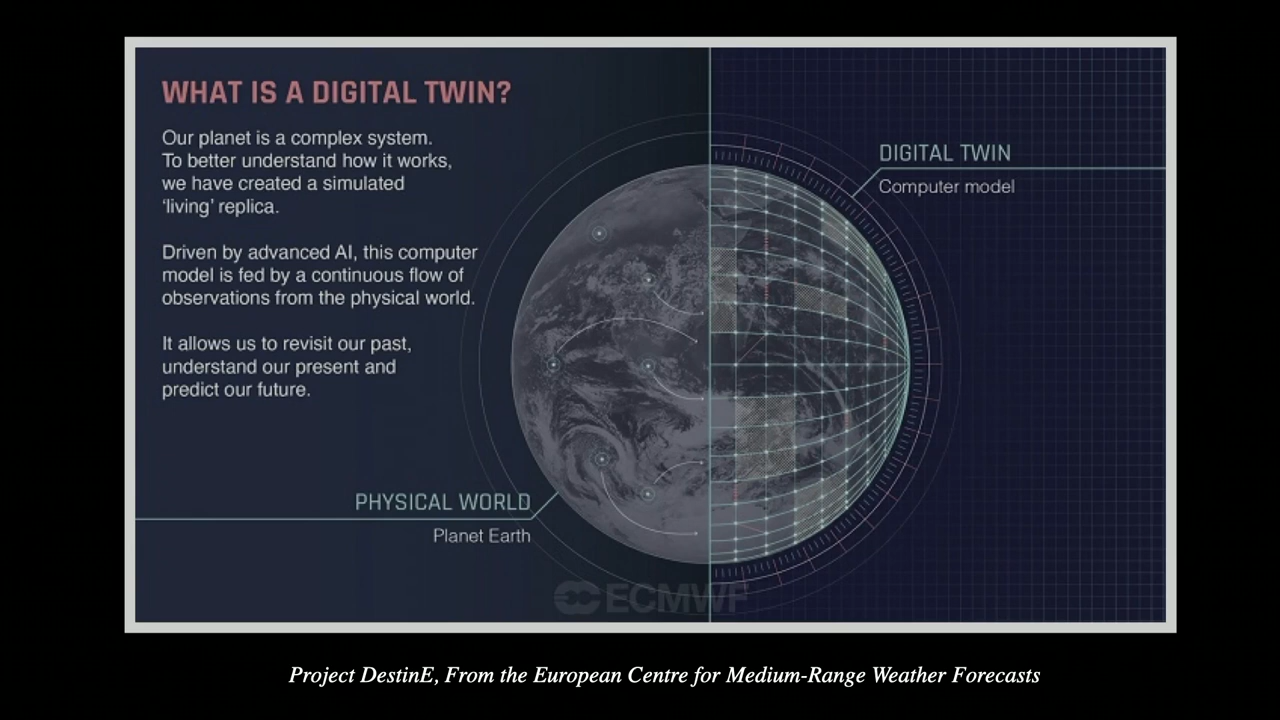 WHAT IS A DIGITAL TWIN?
Our planet is a complex system.
To better understand how it works,
we have created a simulated
‘living’ replica.
Driven by advanced AI, this computer
model is fed by a continuous flow of
observations from the physical world.
It allows us to revisit our past,
understand our present and
predict our future.
DIGITAL TWIN
Computer model
PHYSICAL WORLD
Planet Earth
ECMWF
Project DestinE, From the European Centre for Medium-Range Weather Forecasts